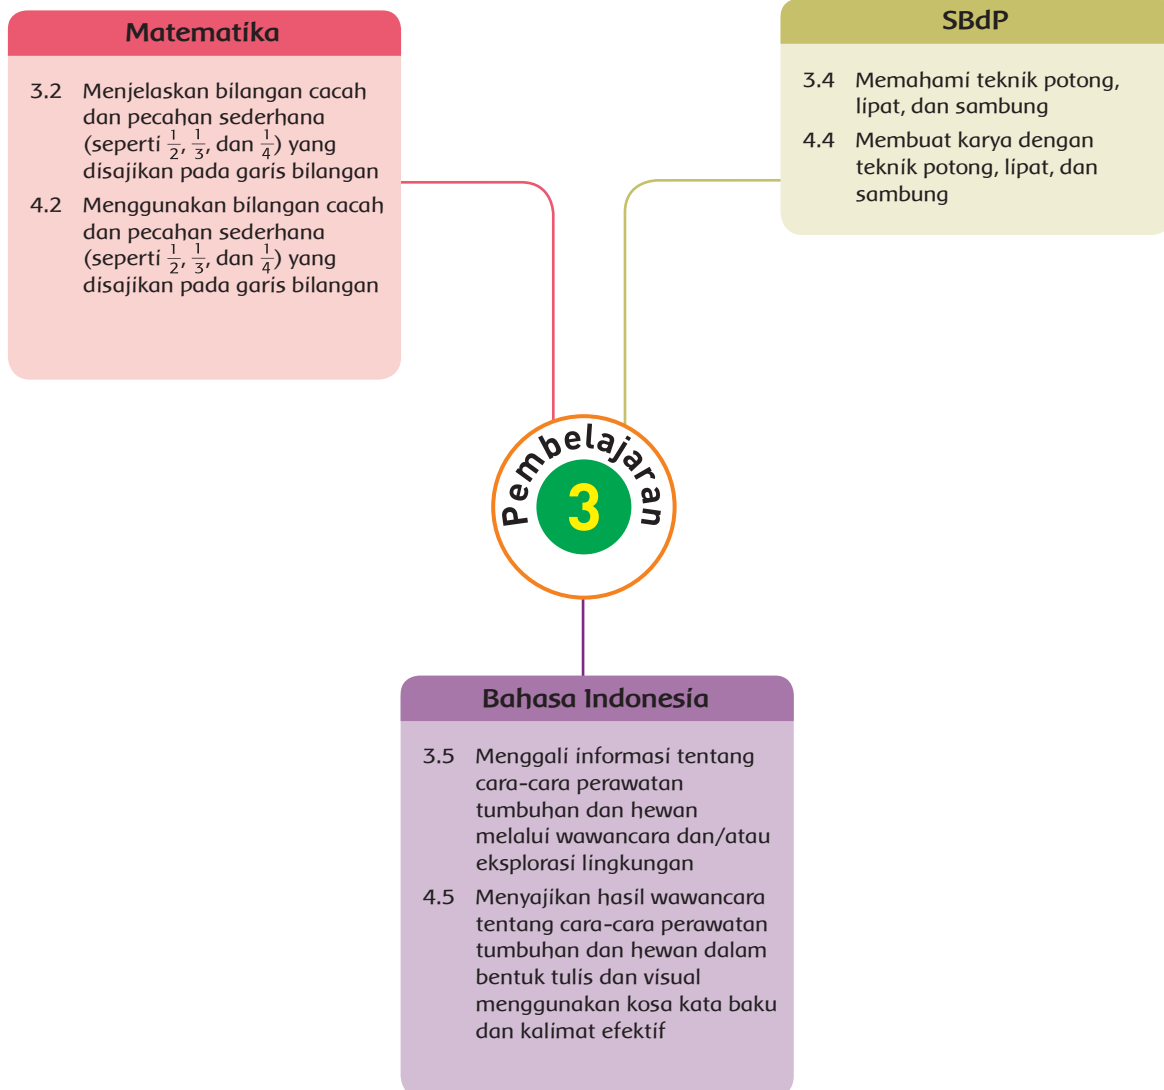 Matematika
3.2 Menjelaskan bilangan cacah
dan pecahan sederhana
(seperti 1/2, 1/3, dan 1/4) yang
disajikan pada garis bilangan
4.2 Menggunakan bilangan cacah
dan pecahan sederhana
(seperti 1/2, 1/3, dan 1/4) yang
disajikan pada garis bilangan
SBdP
3.4 Memahami teknik potong,
lipat, dan sambung
4.4 Membuat karya dengan
teknik potong, lipat, dan
sambung
Pembelajaran
3
Bahasa Indonesia
3.5 Menggali informasi tentang
cara-cara perawatan
tumbuhan dan hewan
melalui wawancara dan/atau
eksplorasi lingkungan
4.5 Menyajikan hasil wawancara
tentang cara-cara perawatan
tumbuhan dan hewan dalam
bentuk tulis dan visual
menggunakan kosa kata baku
dan kalimat efektif